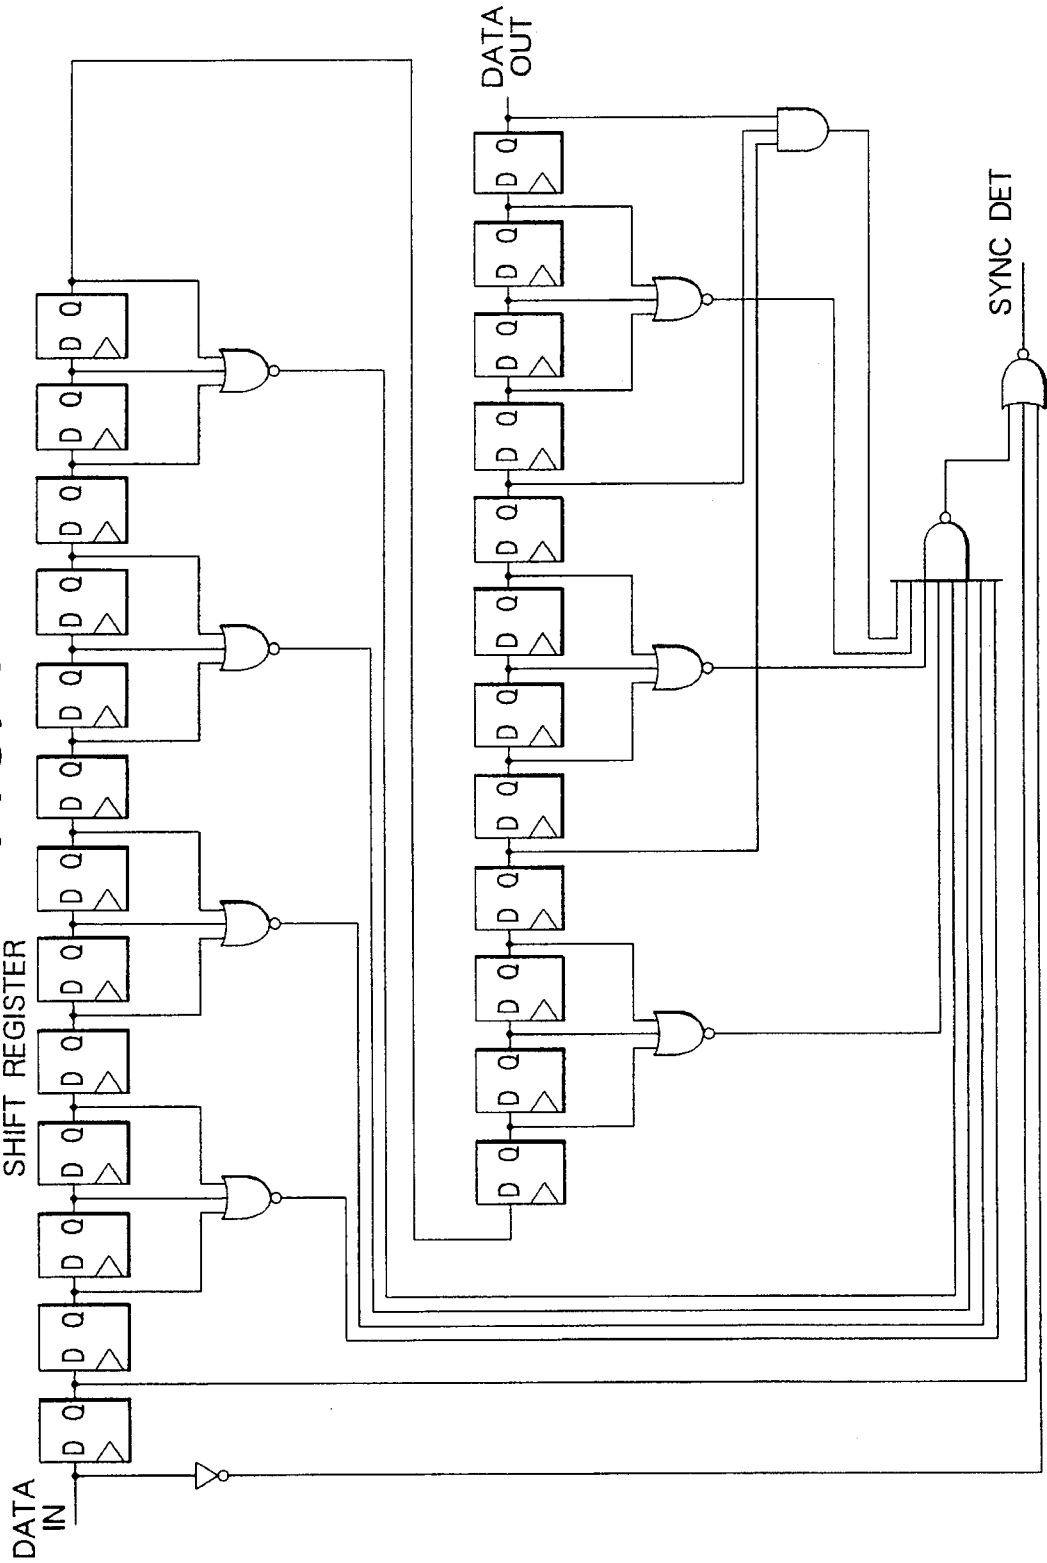 SHIFT REGISTER
DATA
IN
D Q D Q D Q D Q D Q D Q D Q D Q D Q D Q D Q D Q D Q
D Q D Q D Q D Q D Q D Q D Q D Q D Q D Q D Q D Q
DATA
OUT
SYNC DET